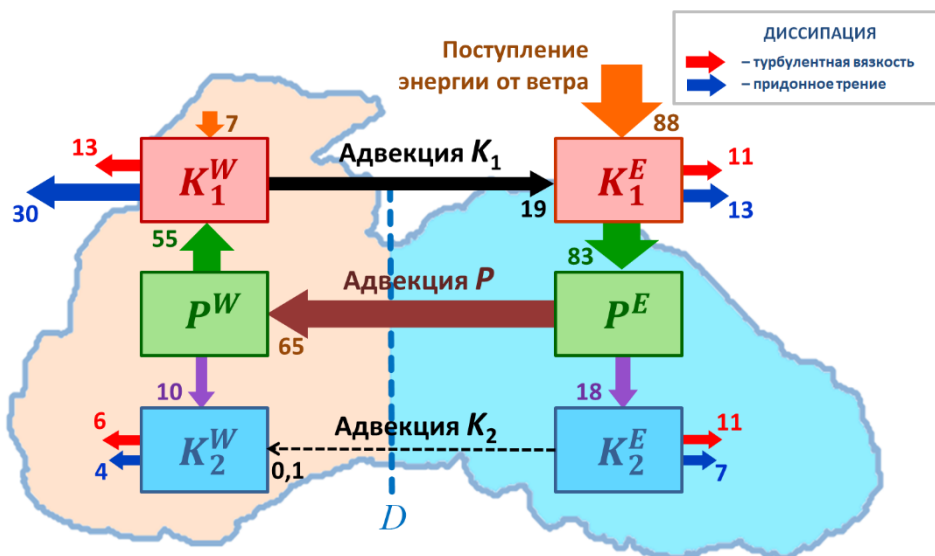 ДИССИПАЦИЯ
– турбулентная вязкость
– придонное трение
Поступление
энергии от ветра
7
88
13
30
K₁ᵂ
Адвекция K₁
19
K₁ᴱ
11
13
55
83
Pᵂ
Адвекция P
65
Pᴱ
10
18
6
4
K₂ᵂ
Адвекция K₂
0,1
K₂ᴱ
11
7
D